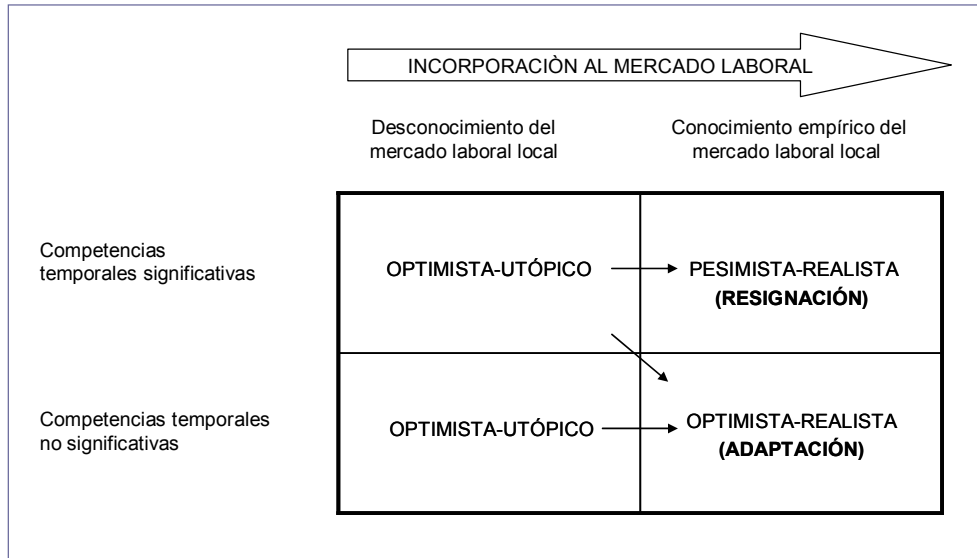 INCORPORACIÒN AL MERCADO LABORAL
Desconocimiento del
mercado laboral local
Conocimiento empírico del
mercado laboral local
Competencias
temporales significativas
OPTIMISTA-UTÓPICO
PESIMISTA-REALISTA
(RESIGNACIÓN)
Competencias temporales
no significativas
OPTIMISTA-UTÓPICO
OPTIMISTA-REALISTA
(ADAPTACIÓN)